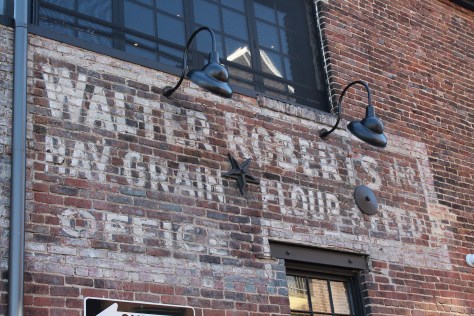 WALTER ROBERTS INC.
HAY GRAIN FLOUR & FEED
OFFICE